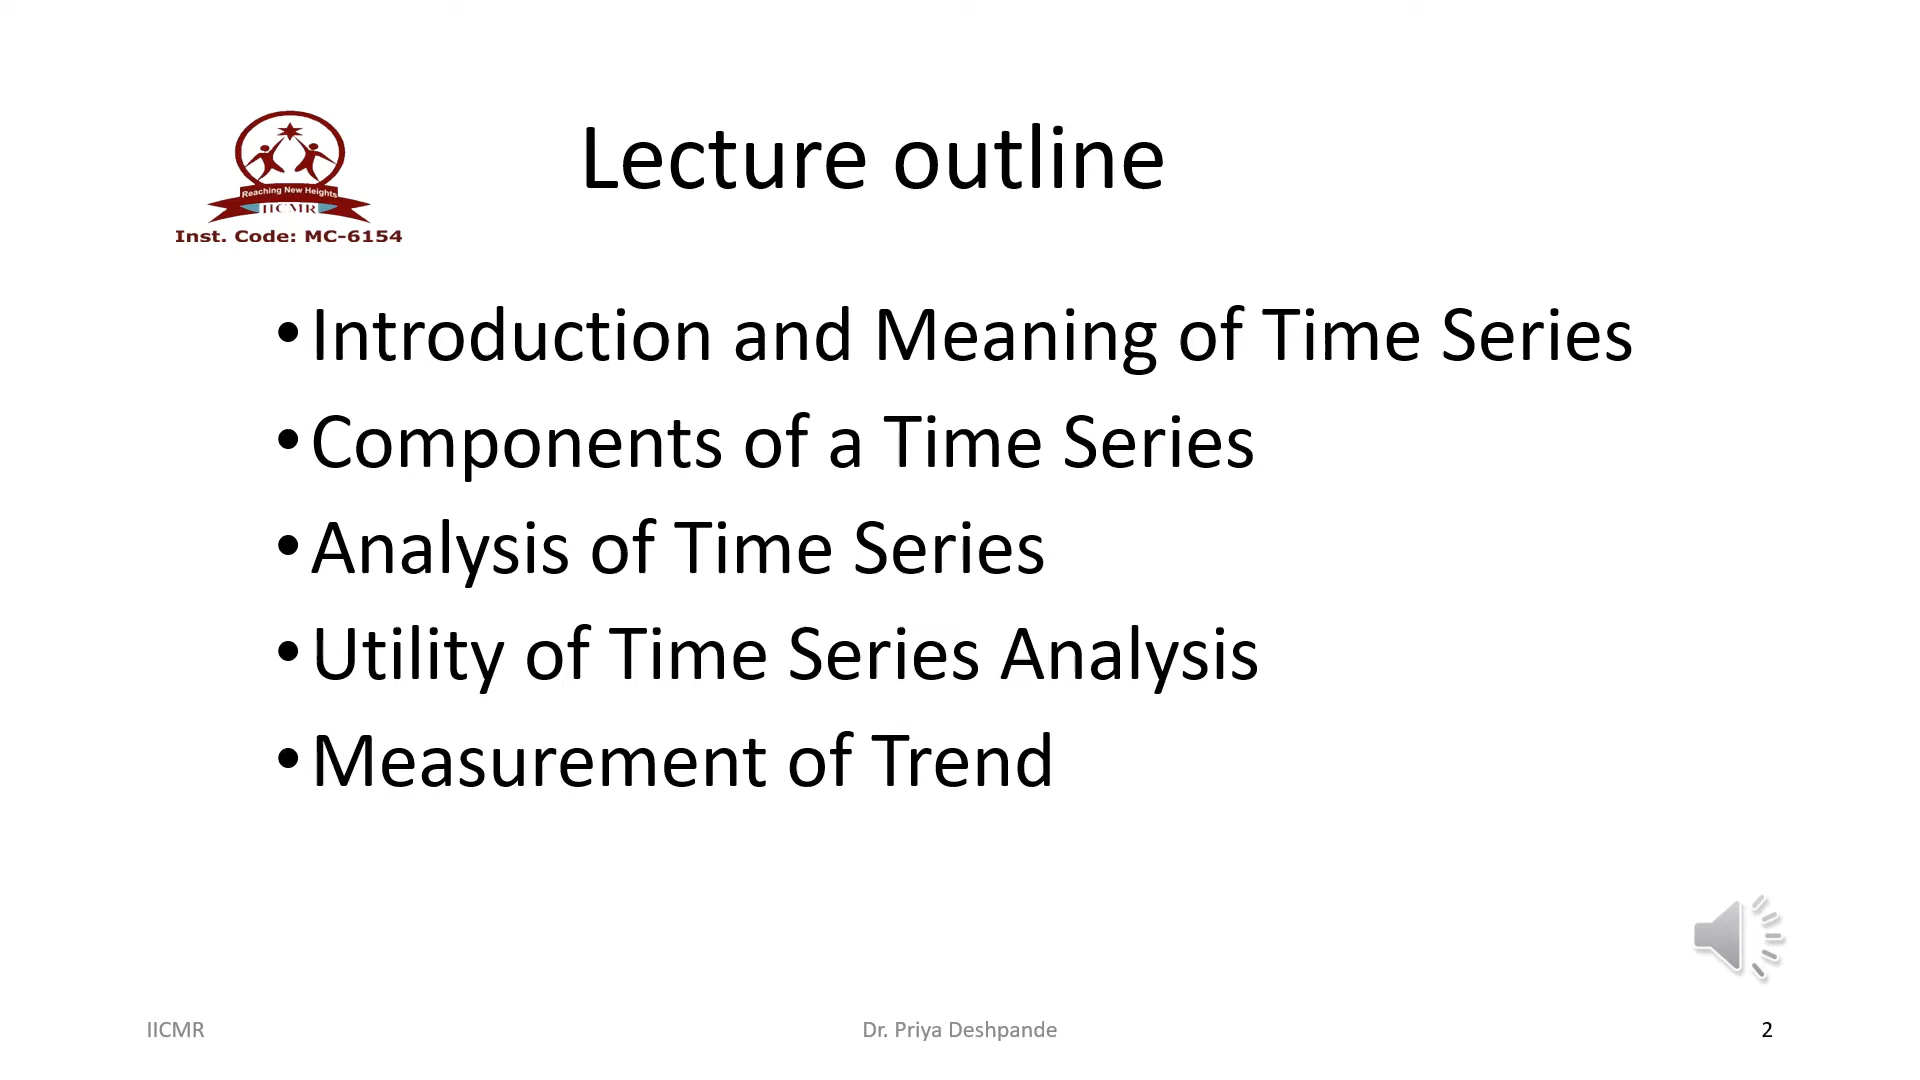 Reaching New Heights
IICMR
Inst. Code: MC-6154
Lecture outline
•Introduction and Meaning of Time Series
•Components of a Time Series
•Analysis of Time Series
•Utility of Time Series Analysis
•Measurement of Trend
IICMR
Dr. Priya Deshpande
2